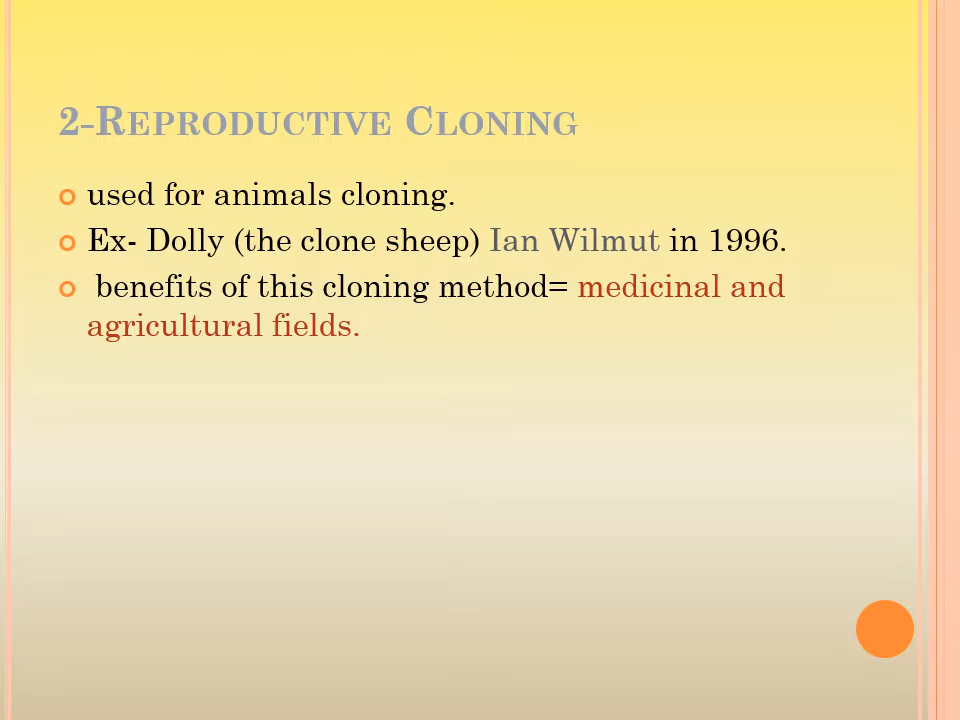 2-Reproductive Cloning
used for animals cloning.
Ex- Dolly (the clone sheep) Ian Wilmut in 1996.
benefits of this cloning method= medicinal and
agricultural fields.